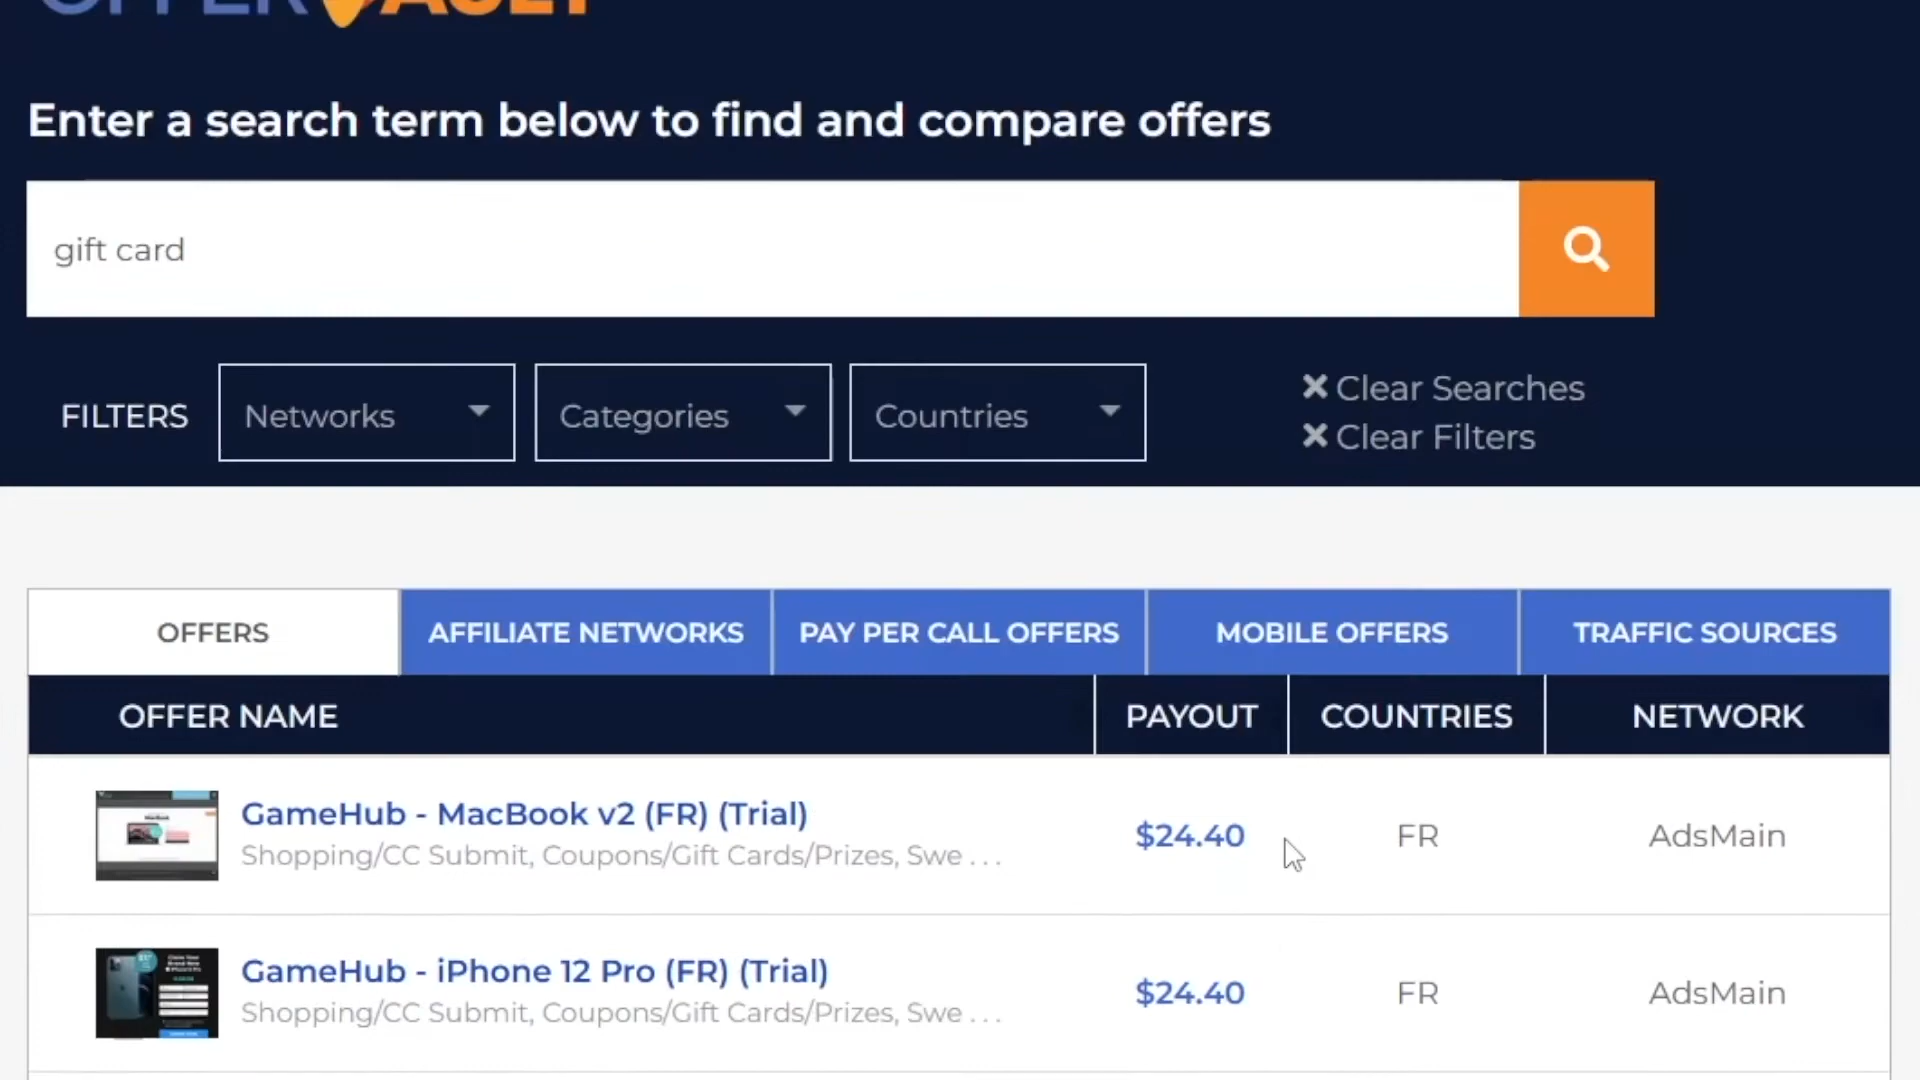 OFFERVAULT
Enter a search term below to find and compare offers
gift card
FILTERS
Networks
Categories
Countries
Clear Searches
Clear Filters
OFFERS
AFFILIATE NETWORKS
PAY PER CALL OFFERS
MOBILE OFFERS
TRAFFIC SOURCES
OFFER NAME
PAYOUT
COUNTRIES
NETWORK
GameHub - MacBook v2 (FR) (Trial)
Shopping/CC Submit, Coupons/Gift Cards/Prizes, Swe . . .
$24.40
FR
AdsMain
GameHub - iPhone 12 Pro (FR) (Trial)
Shopping/CC Submit, Coupons/Gift Cards/Prizes, Swe . . .
$24.40
FR
AdsMain